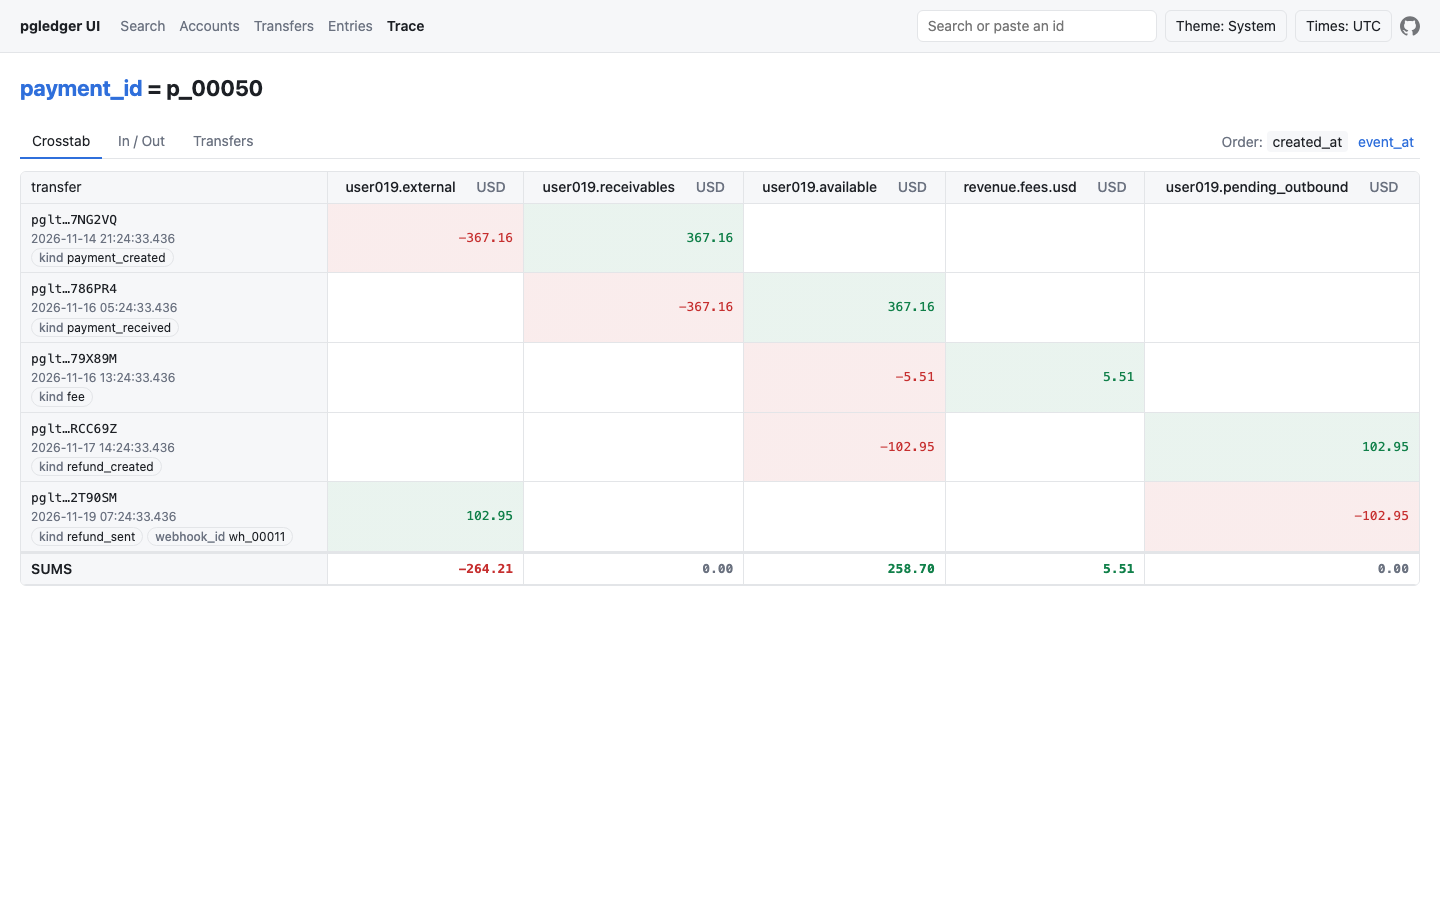 pgledger UI Search Accounts Transfers Entries Trace Search or paste an id Theme: System Times: UTC
payment_id = p_00050
Crosstab In / Out Transfers Order: created_at event_at
transfer user019.external USD user019.receivables USD user019.available USD revenue.fees.usd USD user019.pending_outbound USD
pglt…7NG2VQ
2026-11-14 21:24:33.436 −367.16 367.16
kind payment_created
pglt…786PR4
2026-11-16 05:24:33.436 −367.16 367.16
kind payment_received
pglt…79X89M
2026-11-16 13:24:33.436 −5.51 5.51
kind fee
pglt…RCC69Z
2026-11-17 14:24:33.436 −102.95 102.95
kind refund_created
pglt…2T90SM
2026-11-19 07:24:33.436 102.95 −102.95
kind refund_sent webhook_id wh_00011
SUMS −264.21 0.00 258.70 5.51 0.00